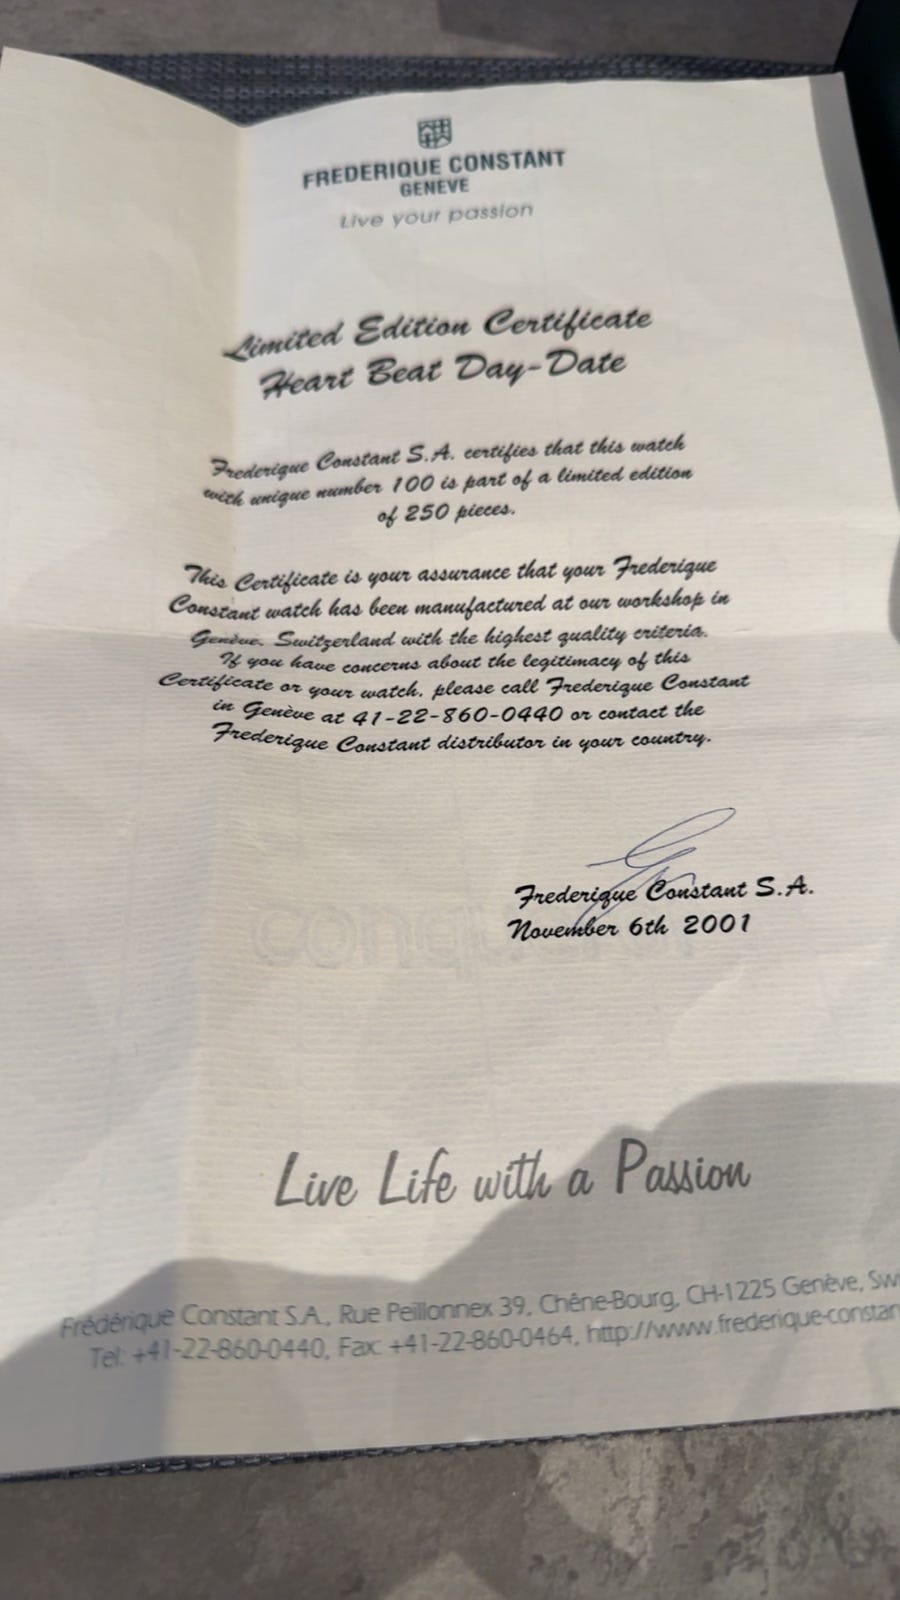 FREDERIQUE CONSTANT
GENEVE
Live your passion
Limited Edition Certificate
Heart Beat Day-Date
Frederique Constant S.A. certifies that this watch
with unique number 100 is part of a limited edition
of 250 pieces.
This Certificate is your assurance that your Frederique
Constant watch has been manufactured at our workshop in
Genève, Switzerland with the highest quality criteria.
If you have concerns about the legitimacy of this
Certificate or your watch, please call Frederique Constant
in Genève at 41-22-860-0440 or contact the
Frederique Constant distributor in your country.
Frederique Constant S.A.
November 6th 2001
Live Life with a Passion
Frédérique Constant S.A., Rue Peillonnex 39, Chêne-Bourg, CH-1225 Genève,
Tel: +41-22-860-0440, Fax: +41-22-860-0464, http://www.frederique-constan